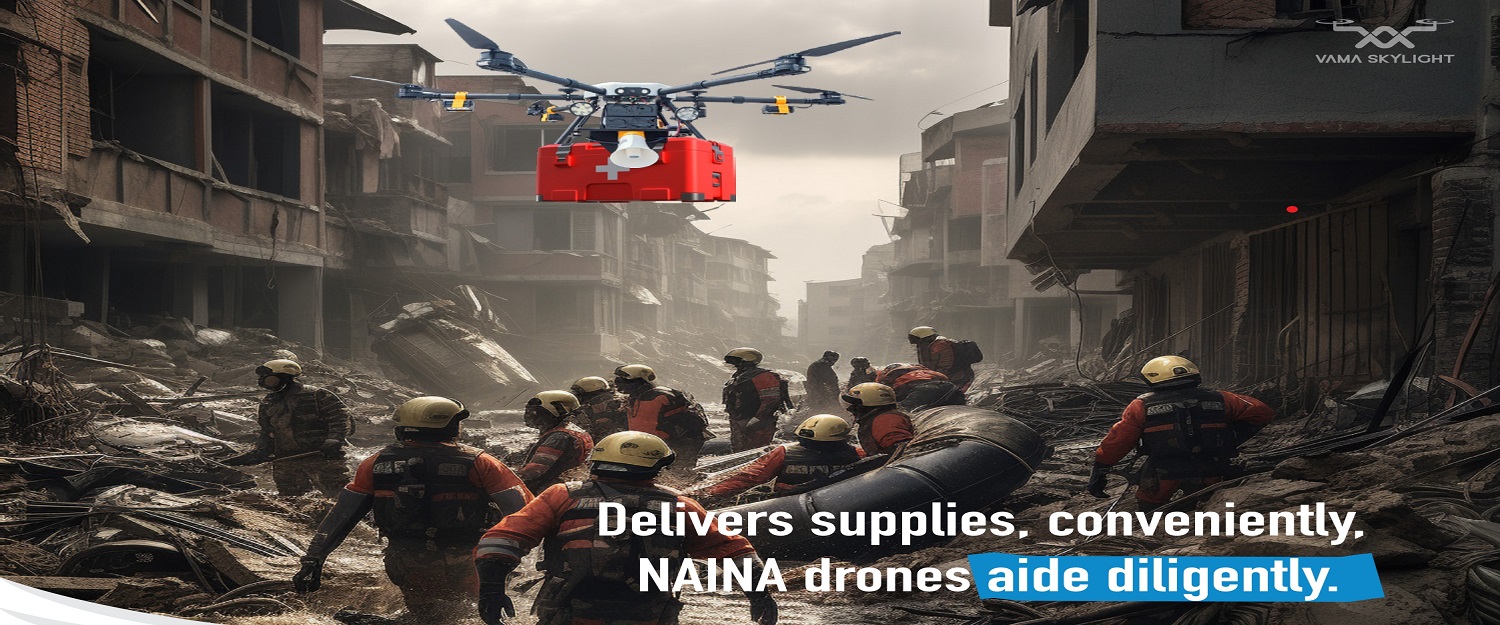 VAMA SKYLIGHT
Delivers supplies, conveniently,
NAINA drones aide diligently.